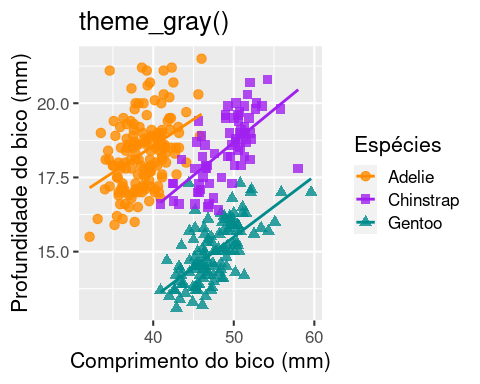 theme_gray()
Profundidade do bico (mm)
20.0
17.5
15.0
40
50
60
Comprimento do bico (mm)
Espécies
Adelie
Chinstrap
Gentoo